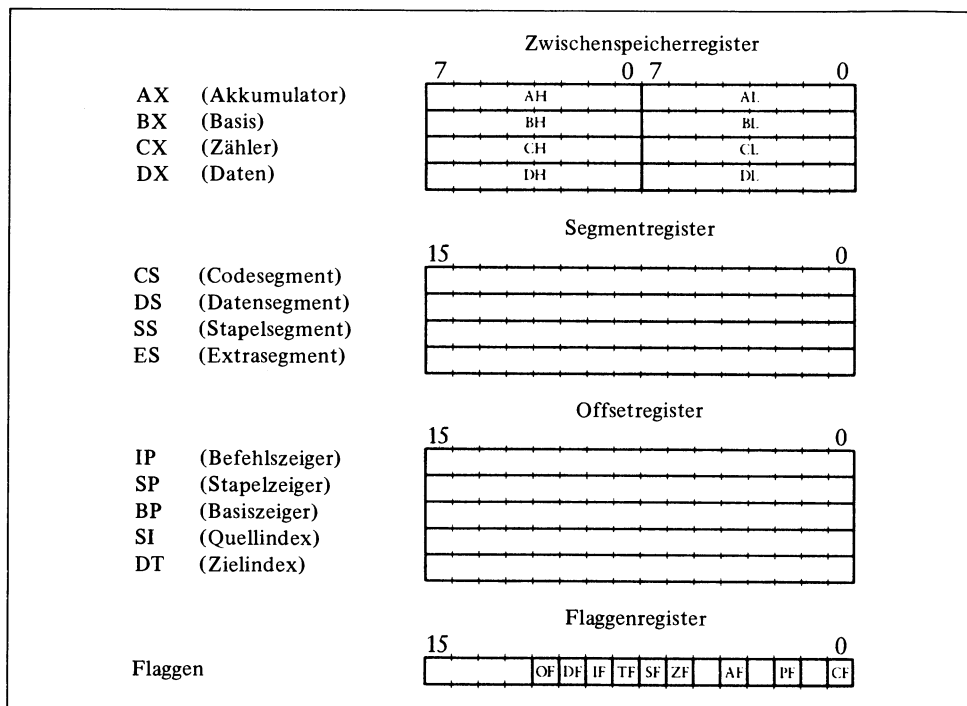 Zwischenspeicherregister
7 0 7 0
AX (Akkumulator) AH AL
BX (Basis) BH BL
CX (Zähler) CH CL
DX (Daten) DH DL
Segmentregister
15 0
CS (Codesegment)
DS (Datensegment)
SS (Stapelsegment)
ES (Extrasegment)
Offsetregister
15 0
IP (Befehlszeiger)
SP (Stapelzeiger)
BP (Basiszeiger)
SI (Quellindex)
DT (Zielindex)
Flaggenregister
15 0
Flaggen OF DF IF TF SF ZF AF PF CF